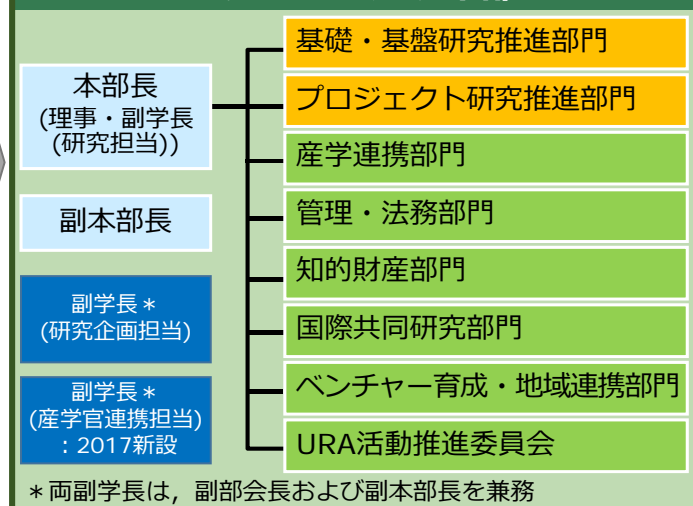 本部長
(理事・副学長
(研究担当))
副本部長
副学長＊
(研究企画担当)
副学長＊
(産学官連携担当)
：2017新設
基礎・基盤研究推進部門
プロジェクト研究推進部門
産学連携部門
管理・法務部門
知的財産部門
国際共同研究部門
ベンチャー育成・地域連携部門
URA活動推進委員会
＊両副学長は，副部会長および副本部長を兼務